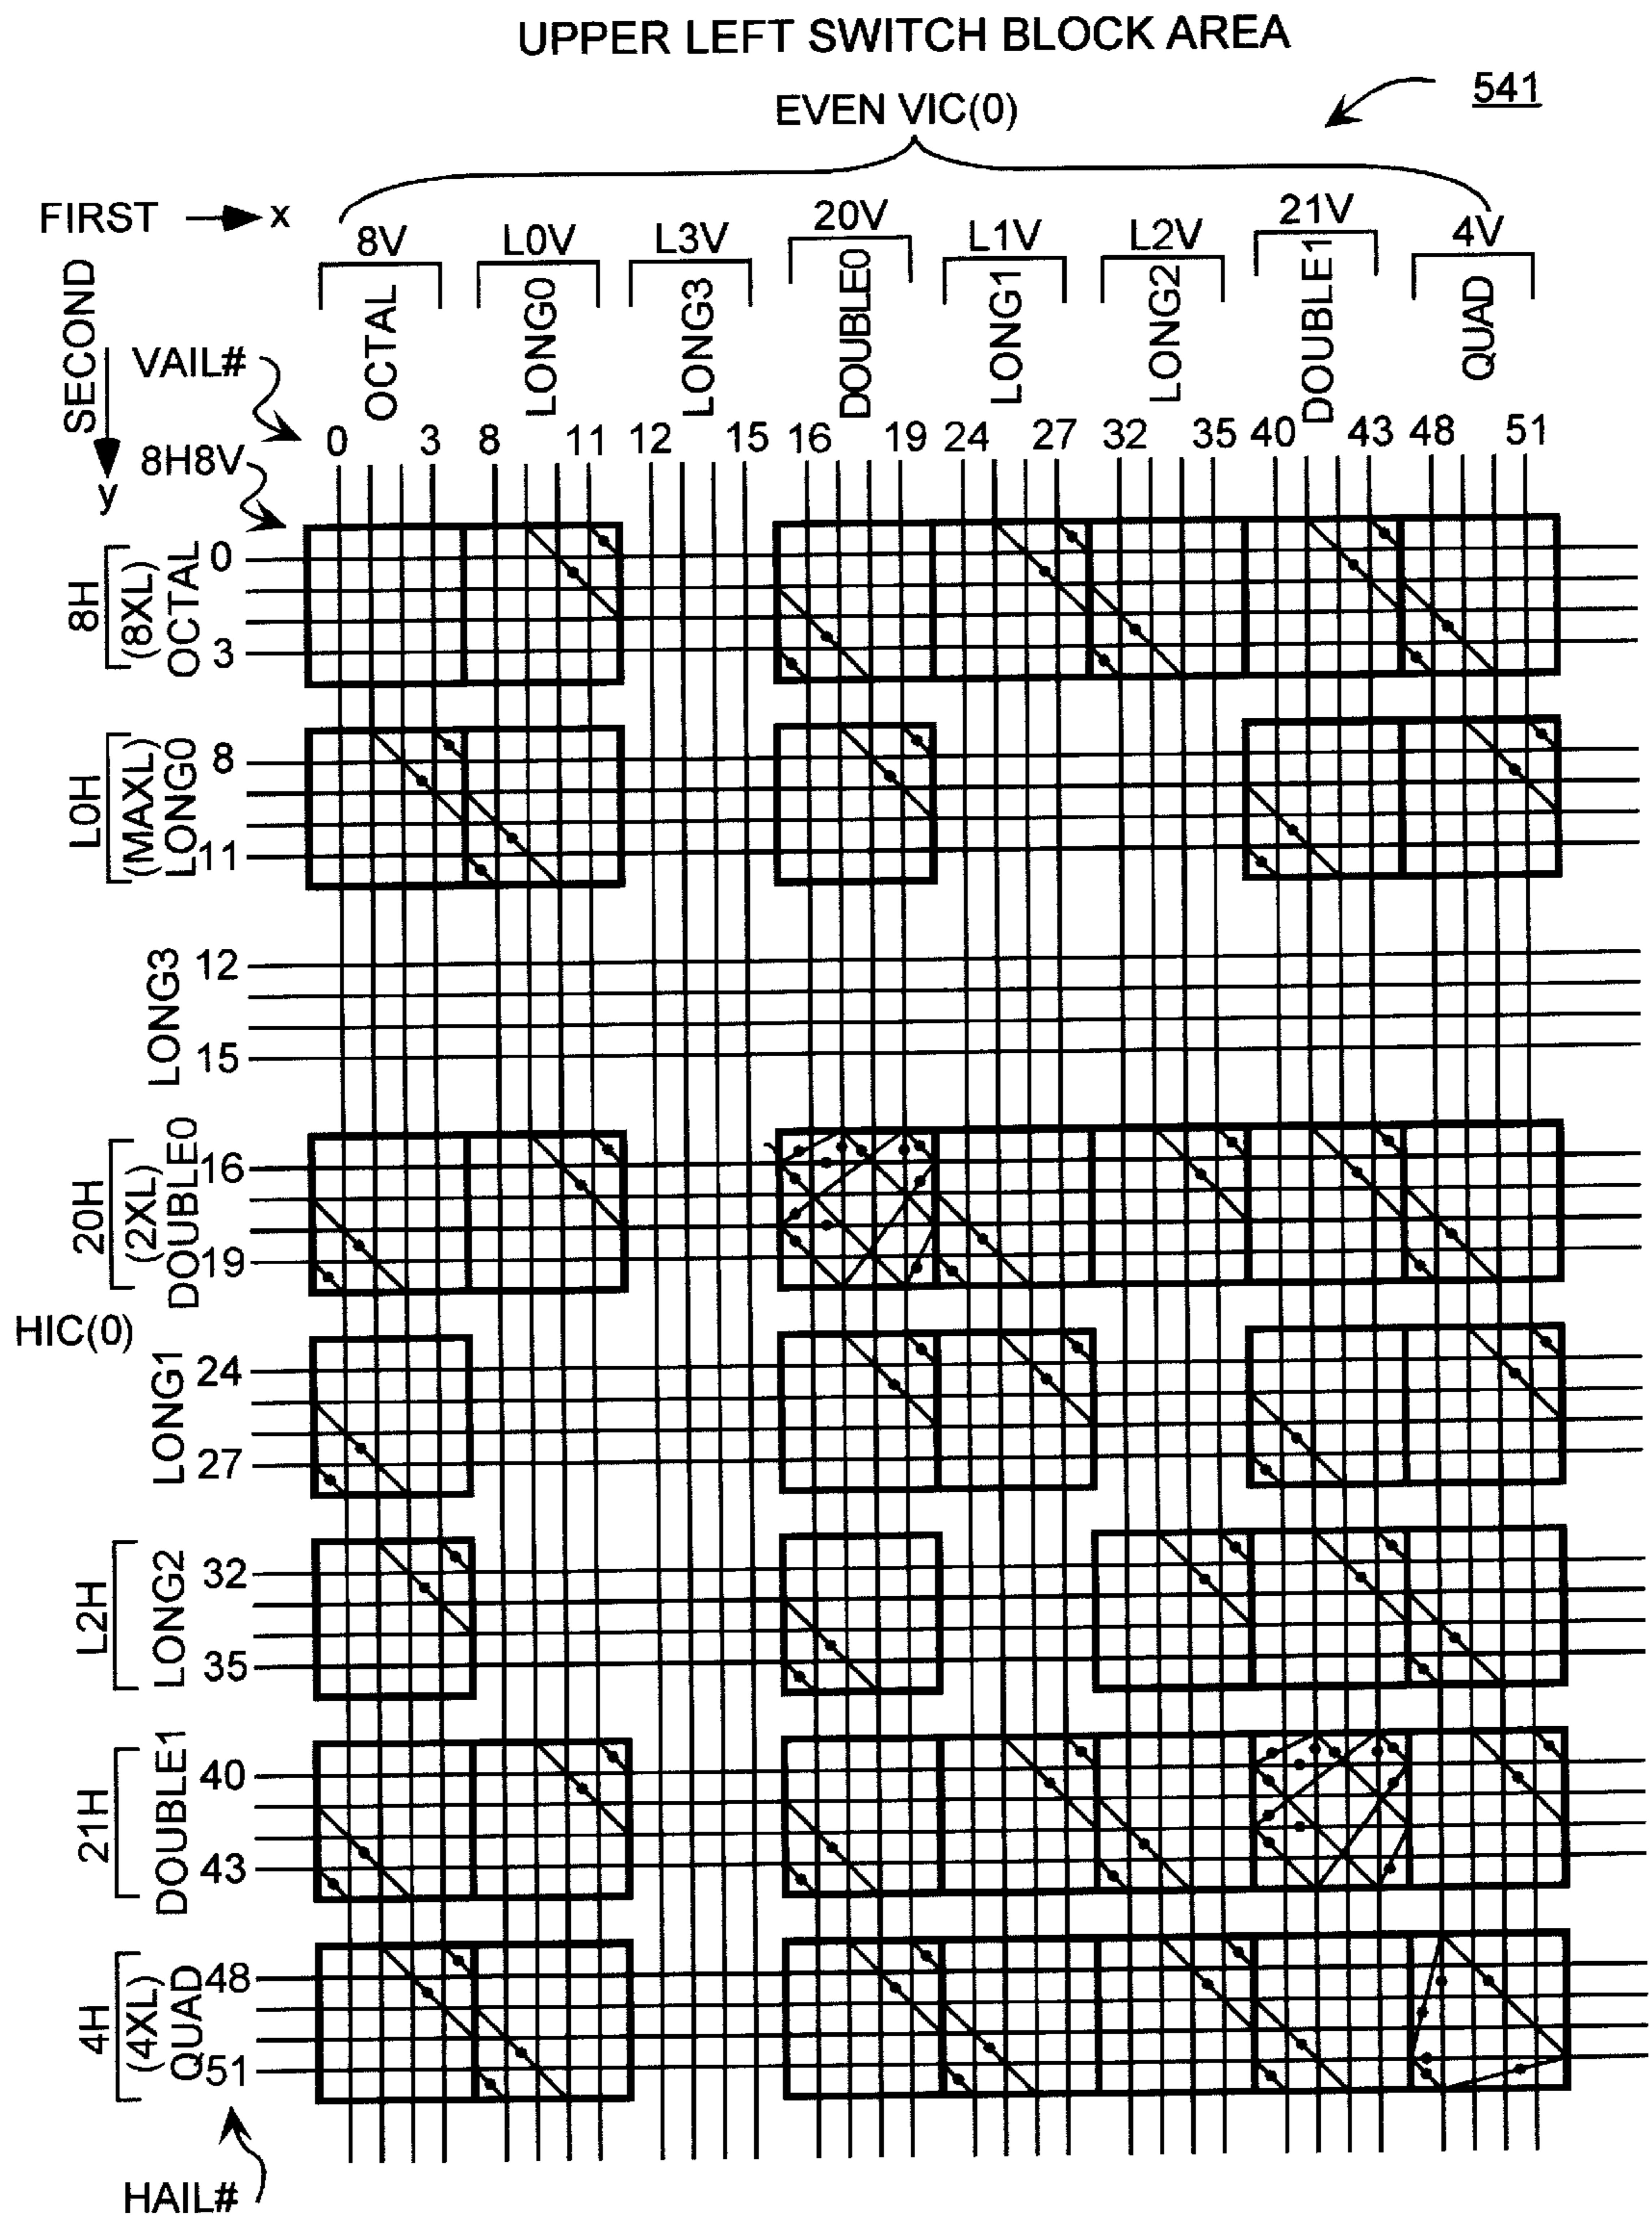 UPPER LEFT SWITCH BLOCK AREA
541
EVEN VIC(0)
FIRST x
8V L0V L3V 20V L1V L2V 21V 4V
OCTAL LONG0 LONG3 DOUBLE0 LONG1 LONG2 DOUBLE1 QUAD
SECOND
y
VAIL#
0 3 8 11 12 15 16 19 24 27 32 35 40 43 48 51
8H8V
8H
(8XL)
OCTAL
0
3
L0H
(MAXL)
LONG0
8
11
LONG3
12
15
20H
(2XL)
DOUBLE0
16
19
HIC(0)
LONG1
24
27
L2H
LONG2
32
35
21H
DOUBLE1
40
43
4H
(4XL)
QUAD
48
51
HAIL#